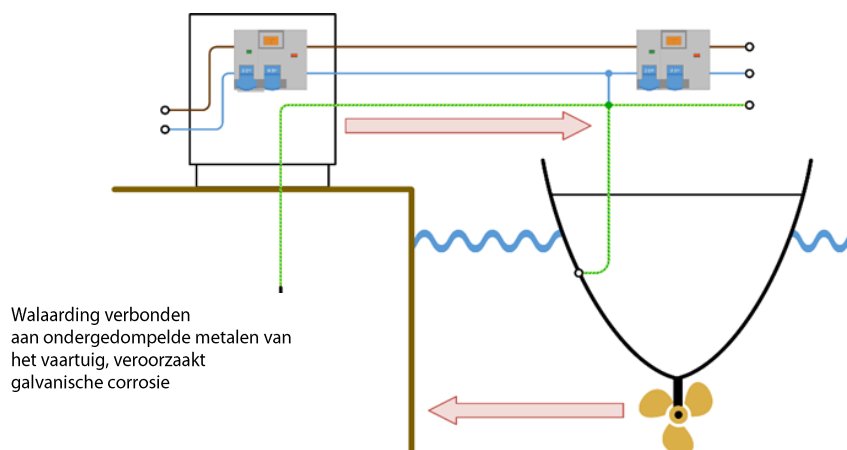 Walaarding verbonden
aan ondergedompelde metalen van
het vaartuig, veroorzaakt
galvanische corrosie